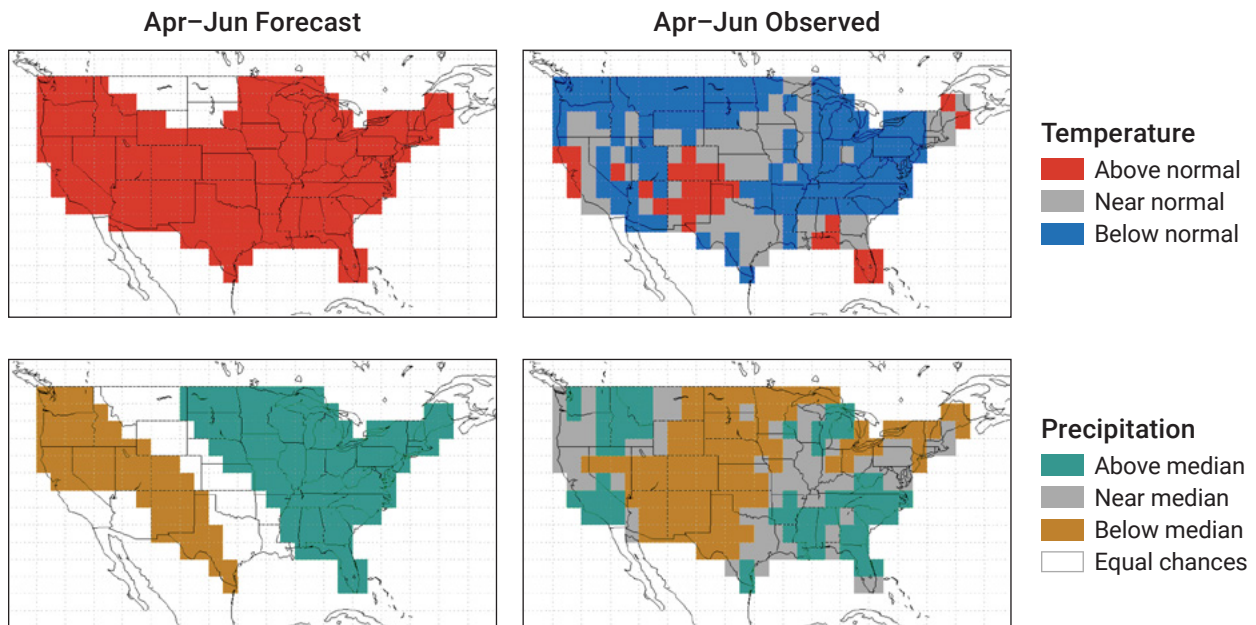 Apr–Jun Forecast
Apr–Jun Observed
Temperature
Above normal
Near normal
Below normal
Precipitation
Above median
Near median
Below median
Equal chances